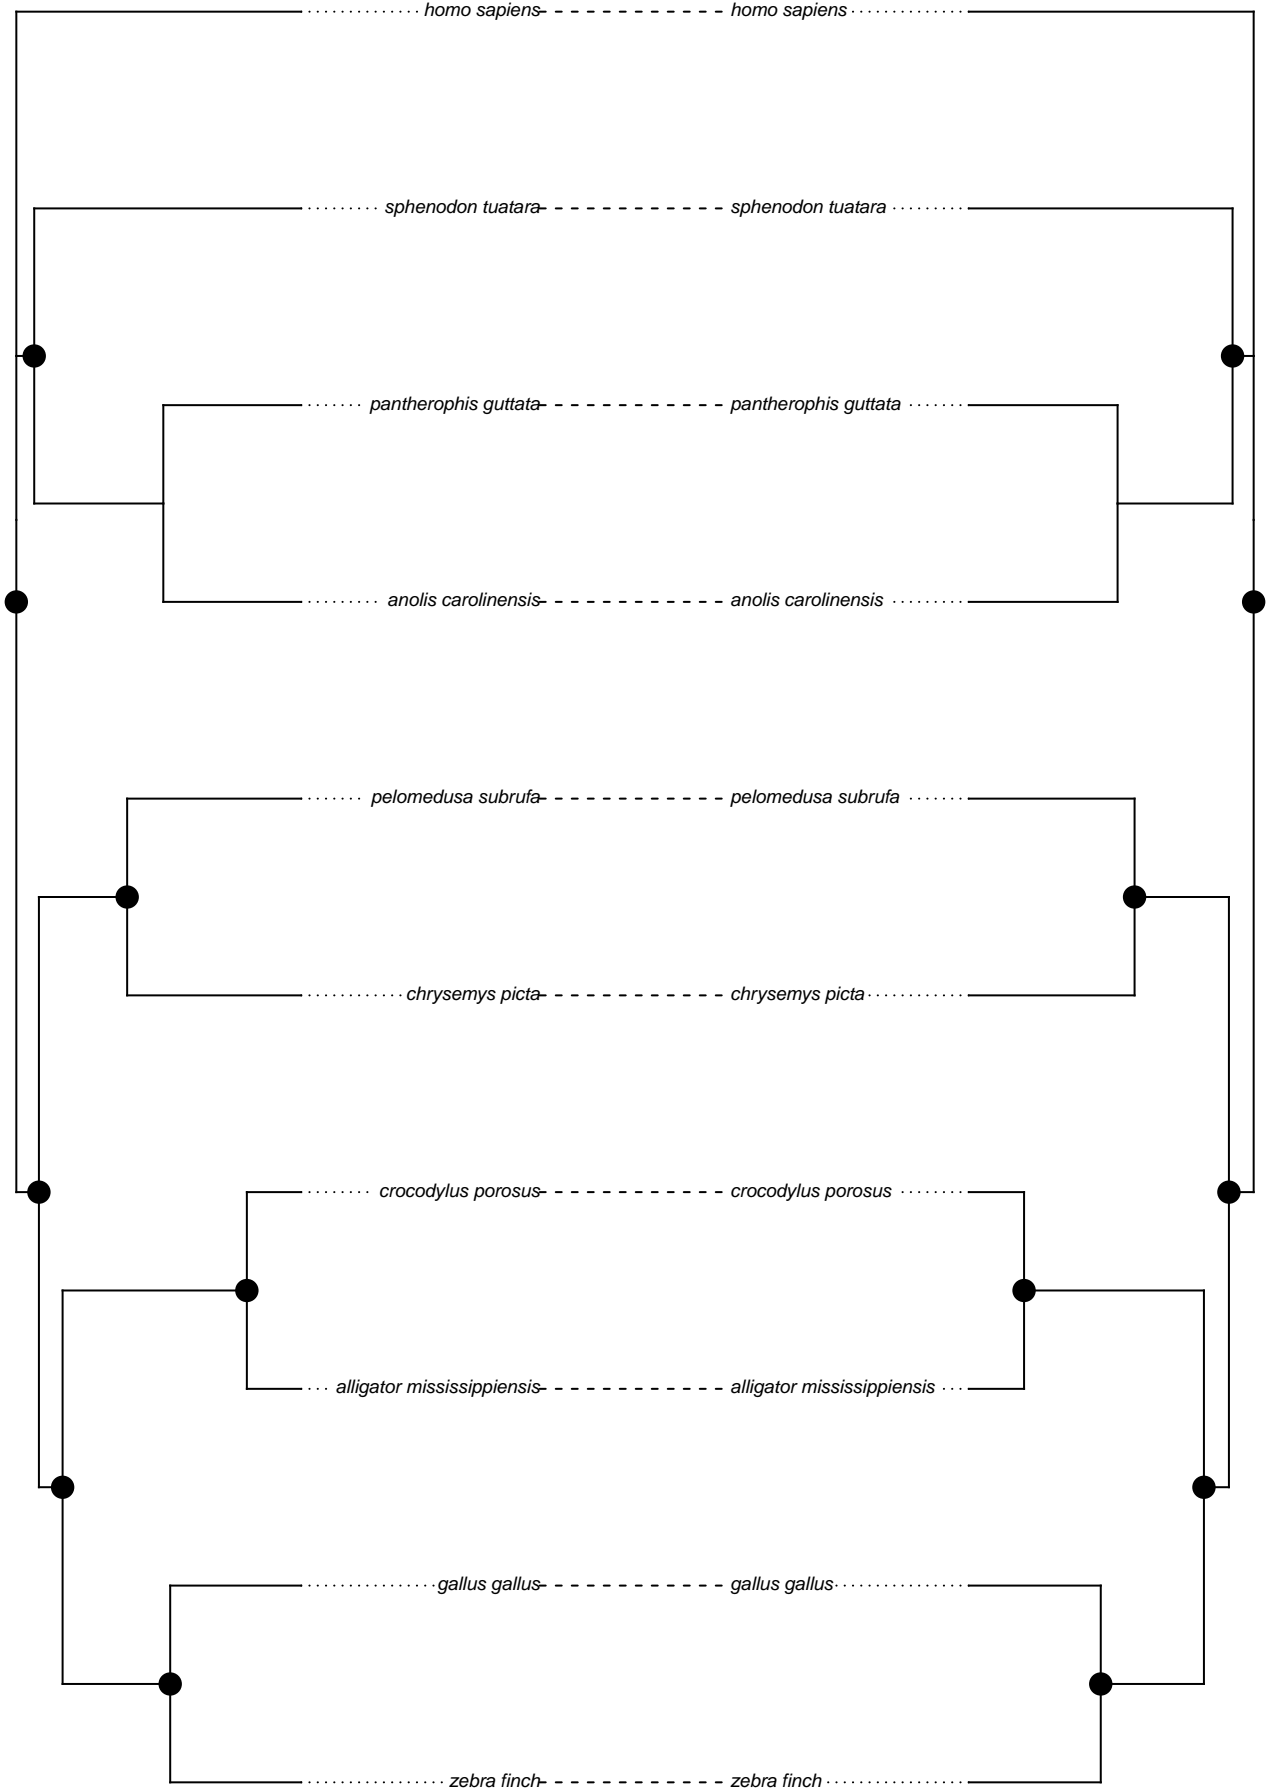 homo sapiens homo sapiens
sphenodon tuatara sphenodon tuatara
pantherophis guttata pantherophis guttata
anolis carolinensis anolis carolinensis
pelomedusa subrufa pelomedusa subrufa
chrysemys picta chrysemys picta
crocodylus porosus crocodylus porosus
alligator mississippiensis alligator mississippiensis
gallus gallus gallus gallus
zebra finch zebra finch